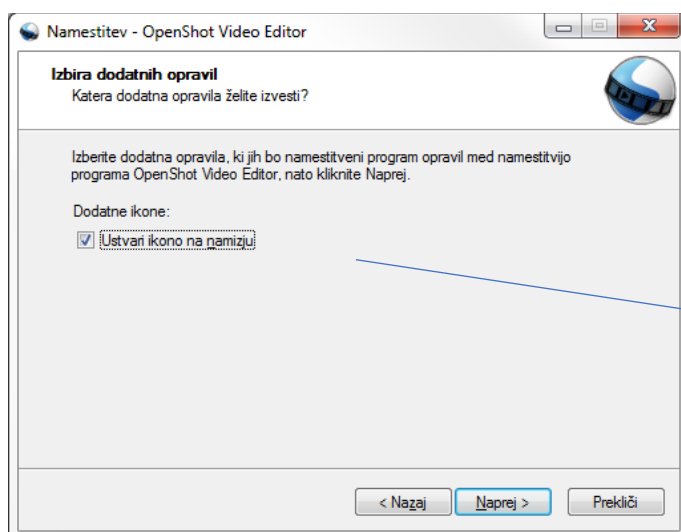 Namestitev - OpenShot Video Editor
Izbira dodatnih opravil
Katera dodatna opravila želite izvesti?
Izberite dodatna opravila, ki jih bo namestitveni program opravil med namestitvijo
programa OpenShot Video Editor, nato kliknite Naprej.
Dodatne ikone:
Ustvari ikono na namizju
< Nazaj Naprej > Prekliči